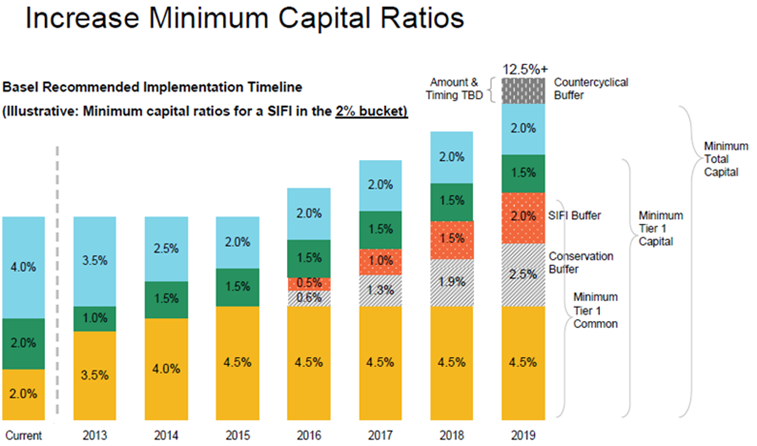 Increase Minimum Capital Ratios
Basel Recommended Implementation Timeline
(Illustrative: Minimum capital ratios for a SIFI in the 2% bucket)
12.5%+
Amount &
Timing TBD
Countercyclical
Buffer
4.0%
2.0%
2.0%
Current
3.5%
1.0%
3.5%
2013
2.5%
1.5%
4.0%
2014
2.0%
1.5%
4.5%
2015
2.0%
1.5%
0.5%
0.6%
4.5%
2016
2.0%
1.5%
1.0%
1.3%
4.5%
2017
2.0%
1.5%
1.5%
1.9%
4.5%
2018
2.0%
1.5%
2.0%
2.5%
4.5%
2019
SIFI Buffer
Conservation
Buffer
Minimum
Tier 1
Common
Minimum
Tier 1
Capital
Minimum
Total
Capital